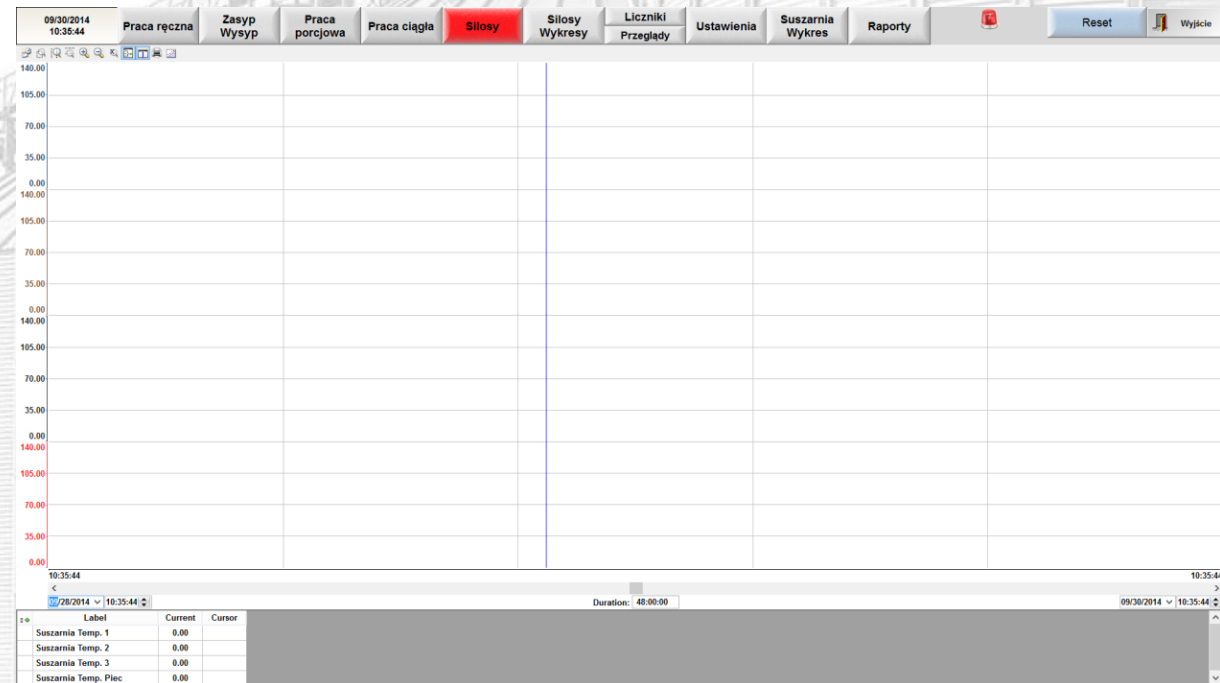 09/30/2014
10:35:44
Praca ręczna
Zasyp
Wysyp
Praca
porcjowa
Praca ciągła
Silosy
Silosy
Wykresy
Liczniki
Przeglądy
Ustawienia
Suszarnia
Wykres
Raporty
Reset
Wyjście
140.00
105.00
70.00
35.00
0.00
140.00
105.00
70.00
35.00
0.00
140.00
105.00
70.00
35.00
0.00
140.00
105.00
70.00
35.00
0.00
10:35:44 10:35:44
09/28/2014 10:35:44 Duration: 48:00:00 09/30/2014 10:35:44
Label Current Cursor
Suszarnia Temp. 1 0.00
Suszarnia Temp. 2 0.00
Suszarnia Temp. 3 0.00
Suszarnia Temp. Piec 0.00